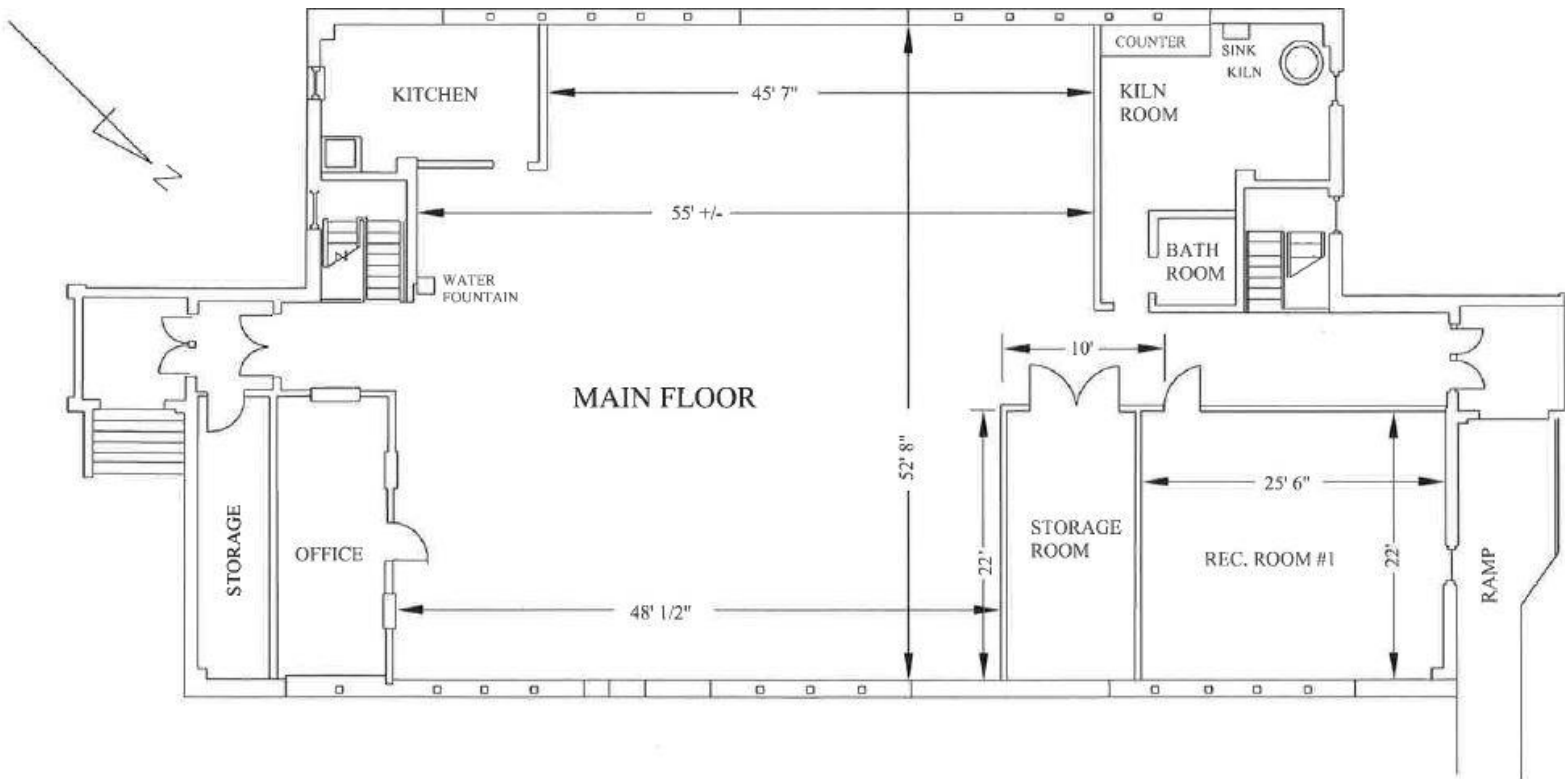 COUNTER
SINK
KILN
KITCHEN
45' 7"
KILN
ROOM
N
55' +/-
BATH
ROOM
N
WATER
FOUNTAIN
10'
MAIN FLOOR
52' 8"
25' 6"
STORAGE
OFFICE
22'
STORAGE
ROOM
REC. ROOM #1
22'
RAMP
48' 1/2"